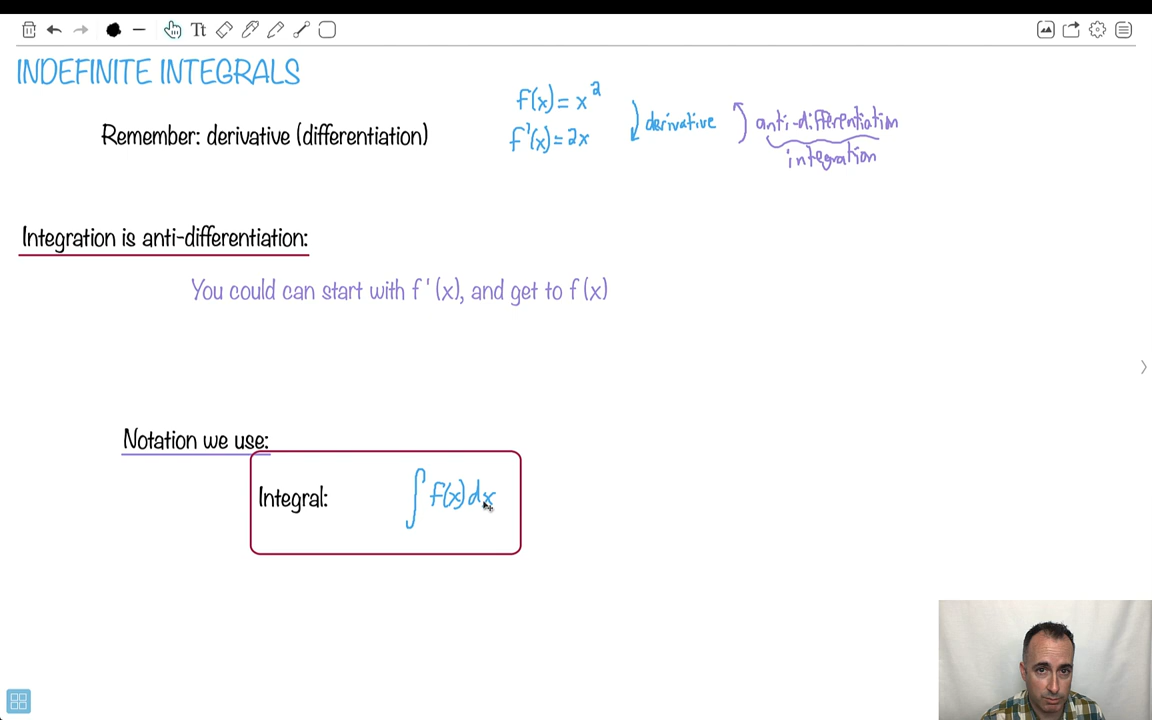 Tt
INDEFINITE INTEGRALS
f(x) = x²
Remember: derivative (differentiation)
f'(x) = 2x
derivative
anti-differentiation
integration
Integration is anti-differentiation:
You could can start with f ' (x), and get to f (x)
Notation we use:
Integral: ∫ f(x) dx